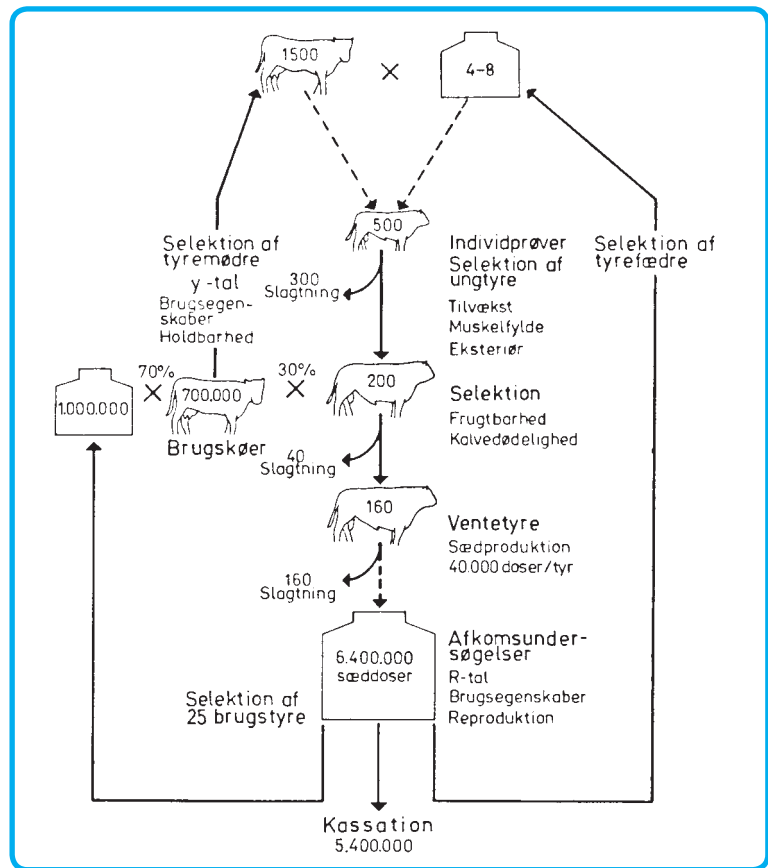 1500
×
4-8
Selektion af
tyremødre
y-tal
Brugsegen-
skaber
Holdbarhed
500
300
Slagtning
Individprøver
Selektion af
ungtyre
Tilvækst
Muskelfylde
Eksteriør
Selektion af
tyrefædre
1.000.000
70%
×
700.000
Brugskøer
30%
×
200
Selektion
Frugtbarhed
Kalvedødelighed
40
Slagtning
160
Ventetyre
Sædproduktion
40.000 doser/tyr
160
Slagtning
6.400.000
sæddoser
Afkomsunder-
søgelser
R-tal
Brugsegenskaber
Reproduktion
Selektion af
25 brugstyre
Kassation
5.400.000